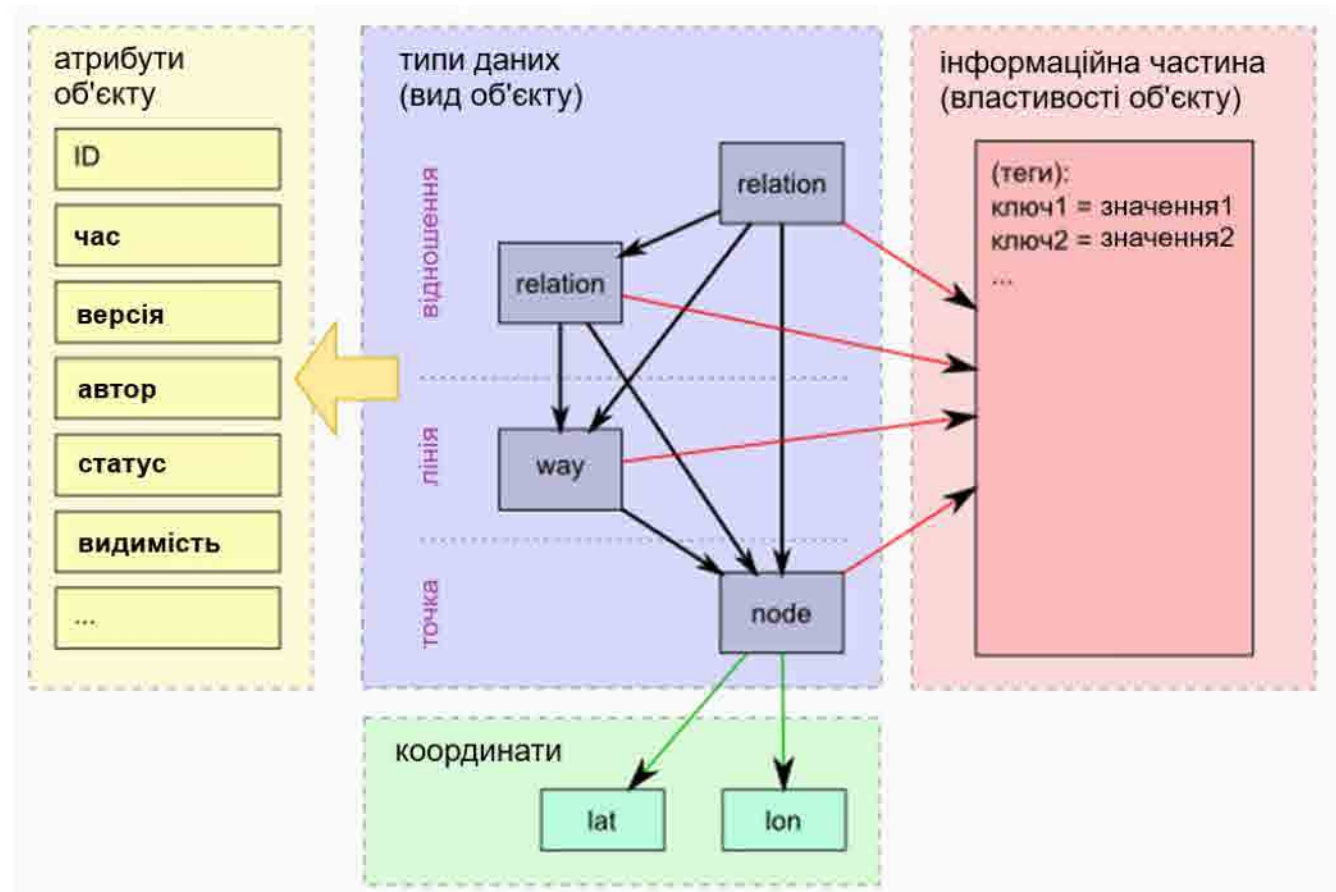 атрибути
об'єкту
ID
час
версія
автор
статус
видимість
...
типи даних
(вид об'єкту)
відношення
relation
relation
лінія
way
точка
node
інформаційна частина
(властивості об'єкту)
(теги):
ключ1 = значення1
ключ2 = значення2
...
координати
lat
lon